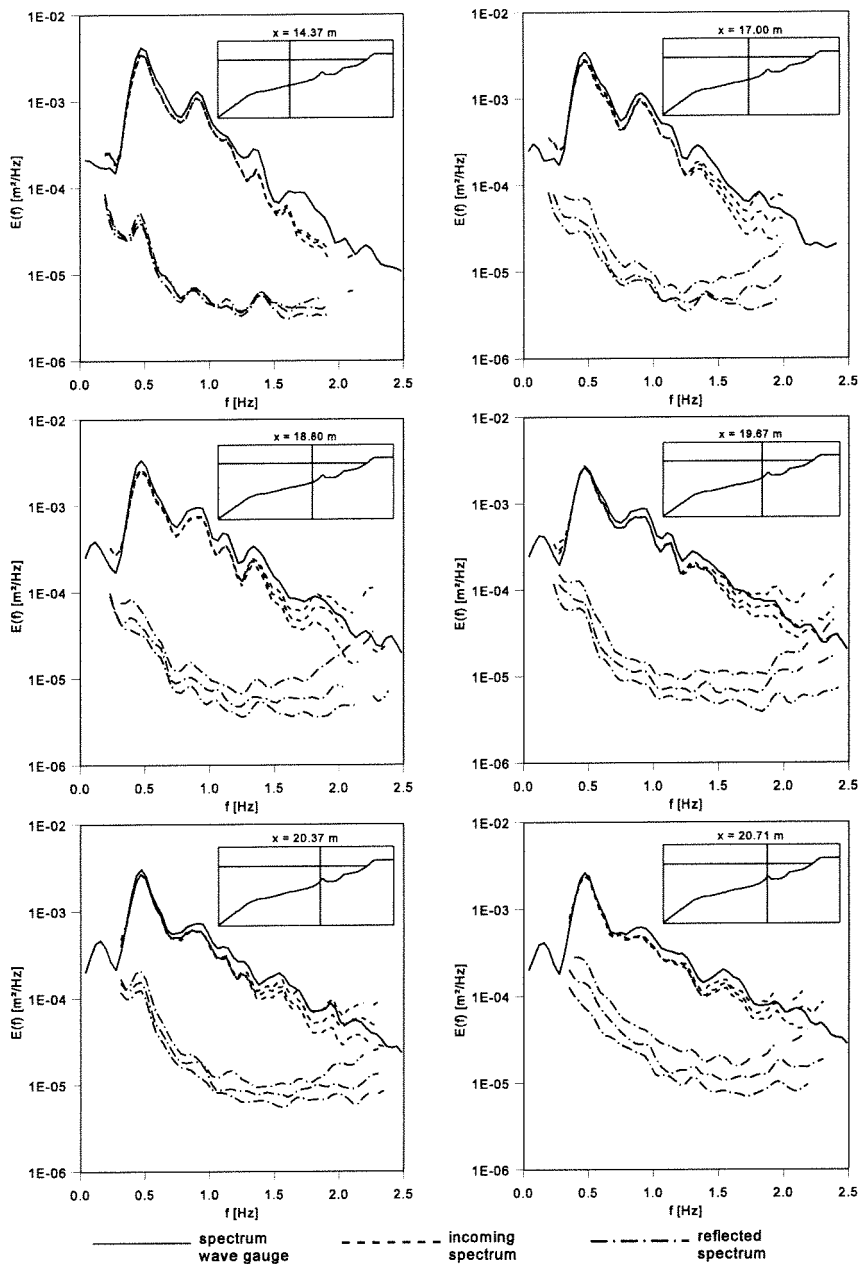 x = 14.37 m
1E-02
1E-03
1E-04
1E-05
1E-06
E(f) [m²/Hz]
0.0 0.5 1.0 1.5 2.0 2.5
f [Hz]
x = 17.00 m
1E-02
1E-03
1E-04
1E-05
1E-06
E(f) [m²/Hz]
0.0 0.5 1.0 1.5 2.0 2.5
f [Hz]
x = 18.80 m
1E-02
1E-03
1E-04
1E-05
1E-06
E(f) [m²/Hz]
0.0 0.5 1.0 1.5 2.0 2.5
f [Hz]
x = 19.67 m
1E-02
1E-03
1E-04
1E-05
1E-06
E(f) [m²/Hz]
0.0 0.5 1.0 1.5 2.0 2.5
f [Hz]
x = 20.37 m
1E-02
1E-03
1E-04
1E-05
1E-06
E(f) [m²/Hz]
0.0 0.5 1.0 1.5 2.0 2.5
f [Hz]
x = 20.71 m
1E-02
1E-03
1E-04
1E-05
1E-06
E(f) [m²/Hz]
0.0 0.5 1.0 1.5 2.0 2.5
f [Hz]
spectrum
wave gauge
incoming
spectrum
reflected
spectrum